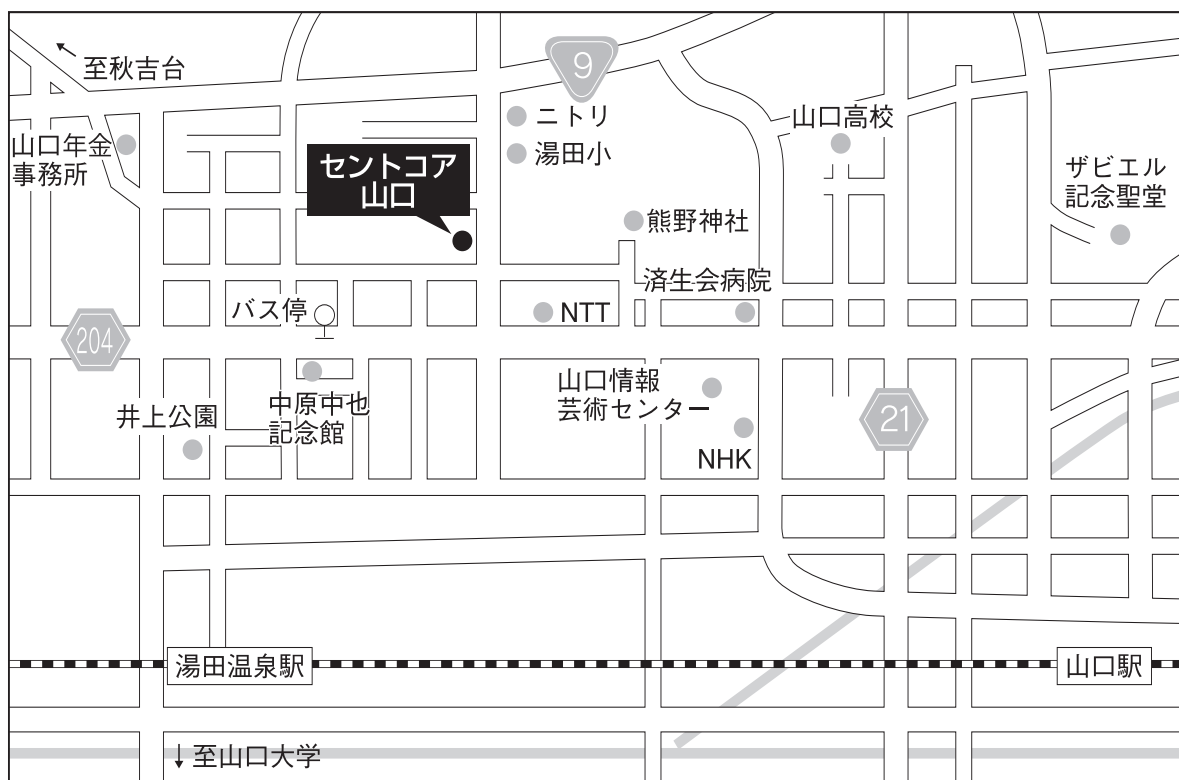 至秋吉台
9
ニトリ
湯田小
山口高校
山口年金
事務所
セントコア
山口
ザビエル
記念聖堂
熊野神社
済生会病院
バス停
NTT
204
山口情報
芸術センター
中原中也
記念館
井上公園
21
NHK
湯田温泉駅
山口駅
↓至山口大学